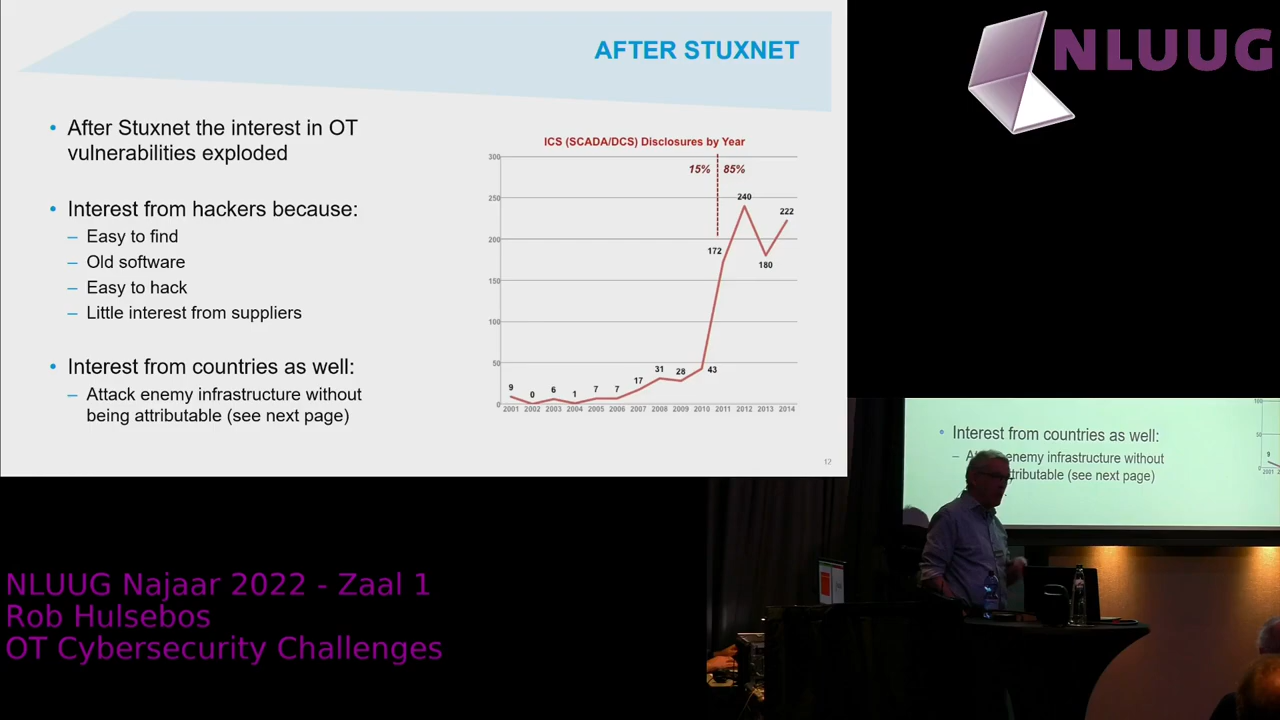 AFTER STUXNET
• After Stuxnet the interest in OT
vulnerabilities exploded
• Interest from hackers because:
– Easy to find
– Old software
– Easy to hack
– Little interest from suppliers
• Interest from countries as well:
– Attack enemy infrastructure without
being attributable (see next page)
ICS (SCADA/DCS) Disclosures by Year
15% 85%
300
250
200
150
100
50
0
9
0
6
1
7
7
17
31
28
43
172
240
180
222
2001 2002 2003 2004 2005 2006 2007 2008 2009 2010 2011 2012 2013 2014
12
NLUUG
• Interest from countries as well:
– enemy infrastructure without
(see next page)
100
50
0
9
2001
NLUUG Najaar 2022 - Zaal 1
Rob Hulsebos
OT Cybersecurity Challenges